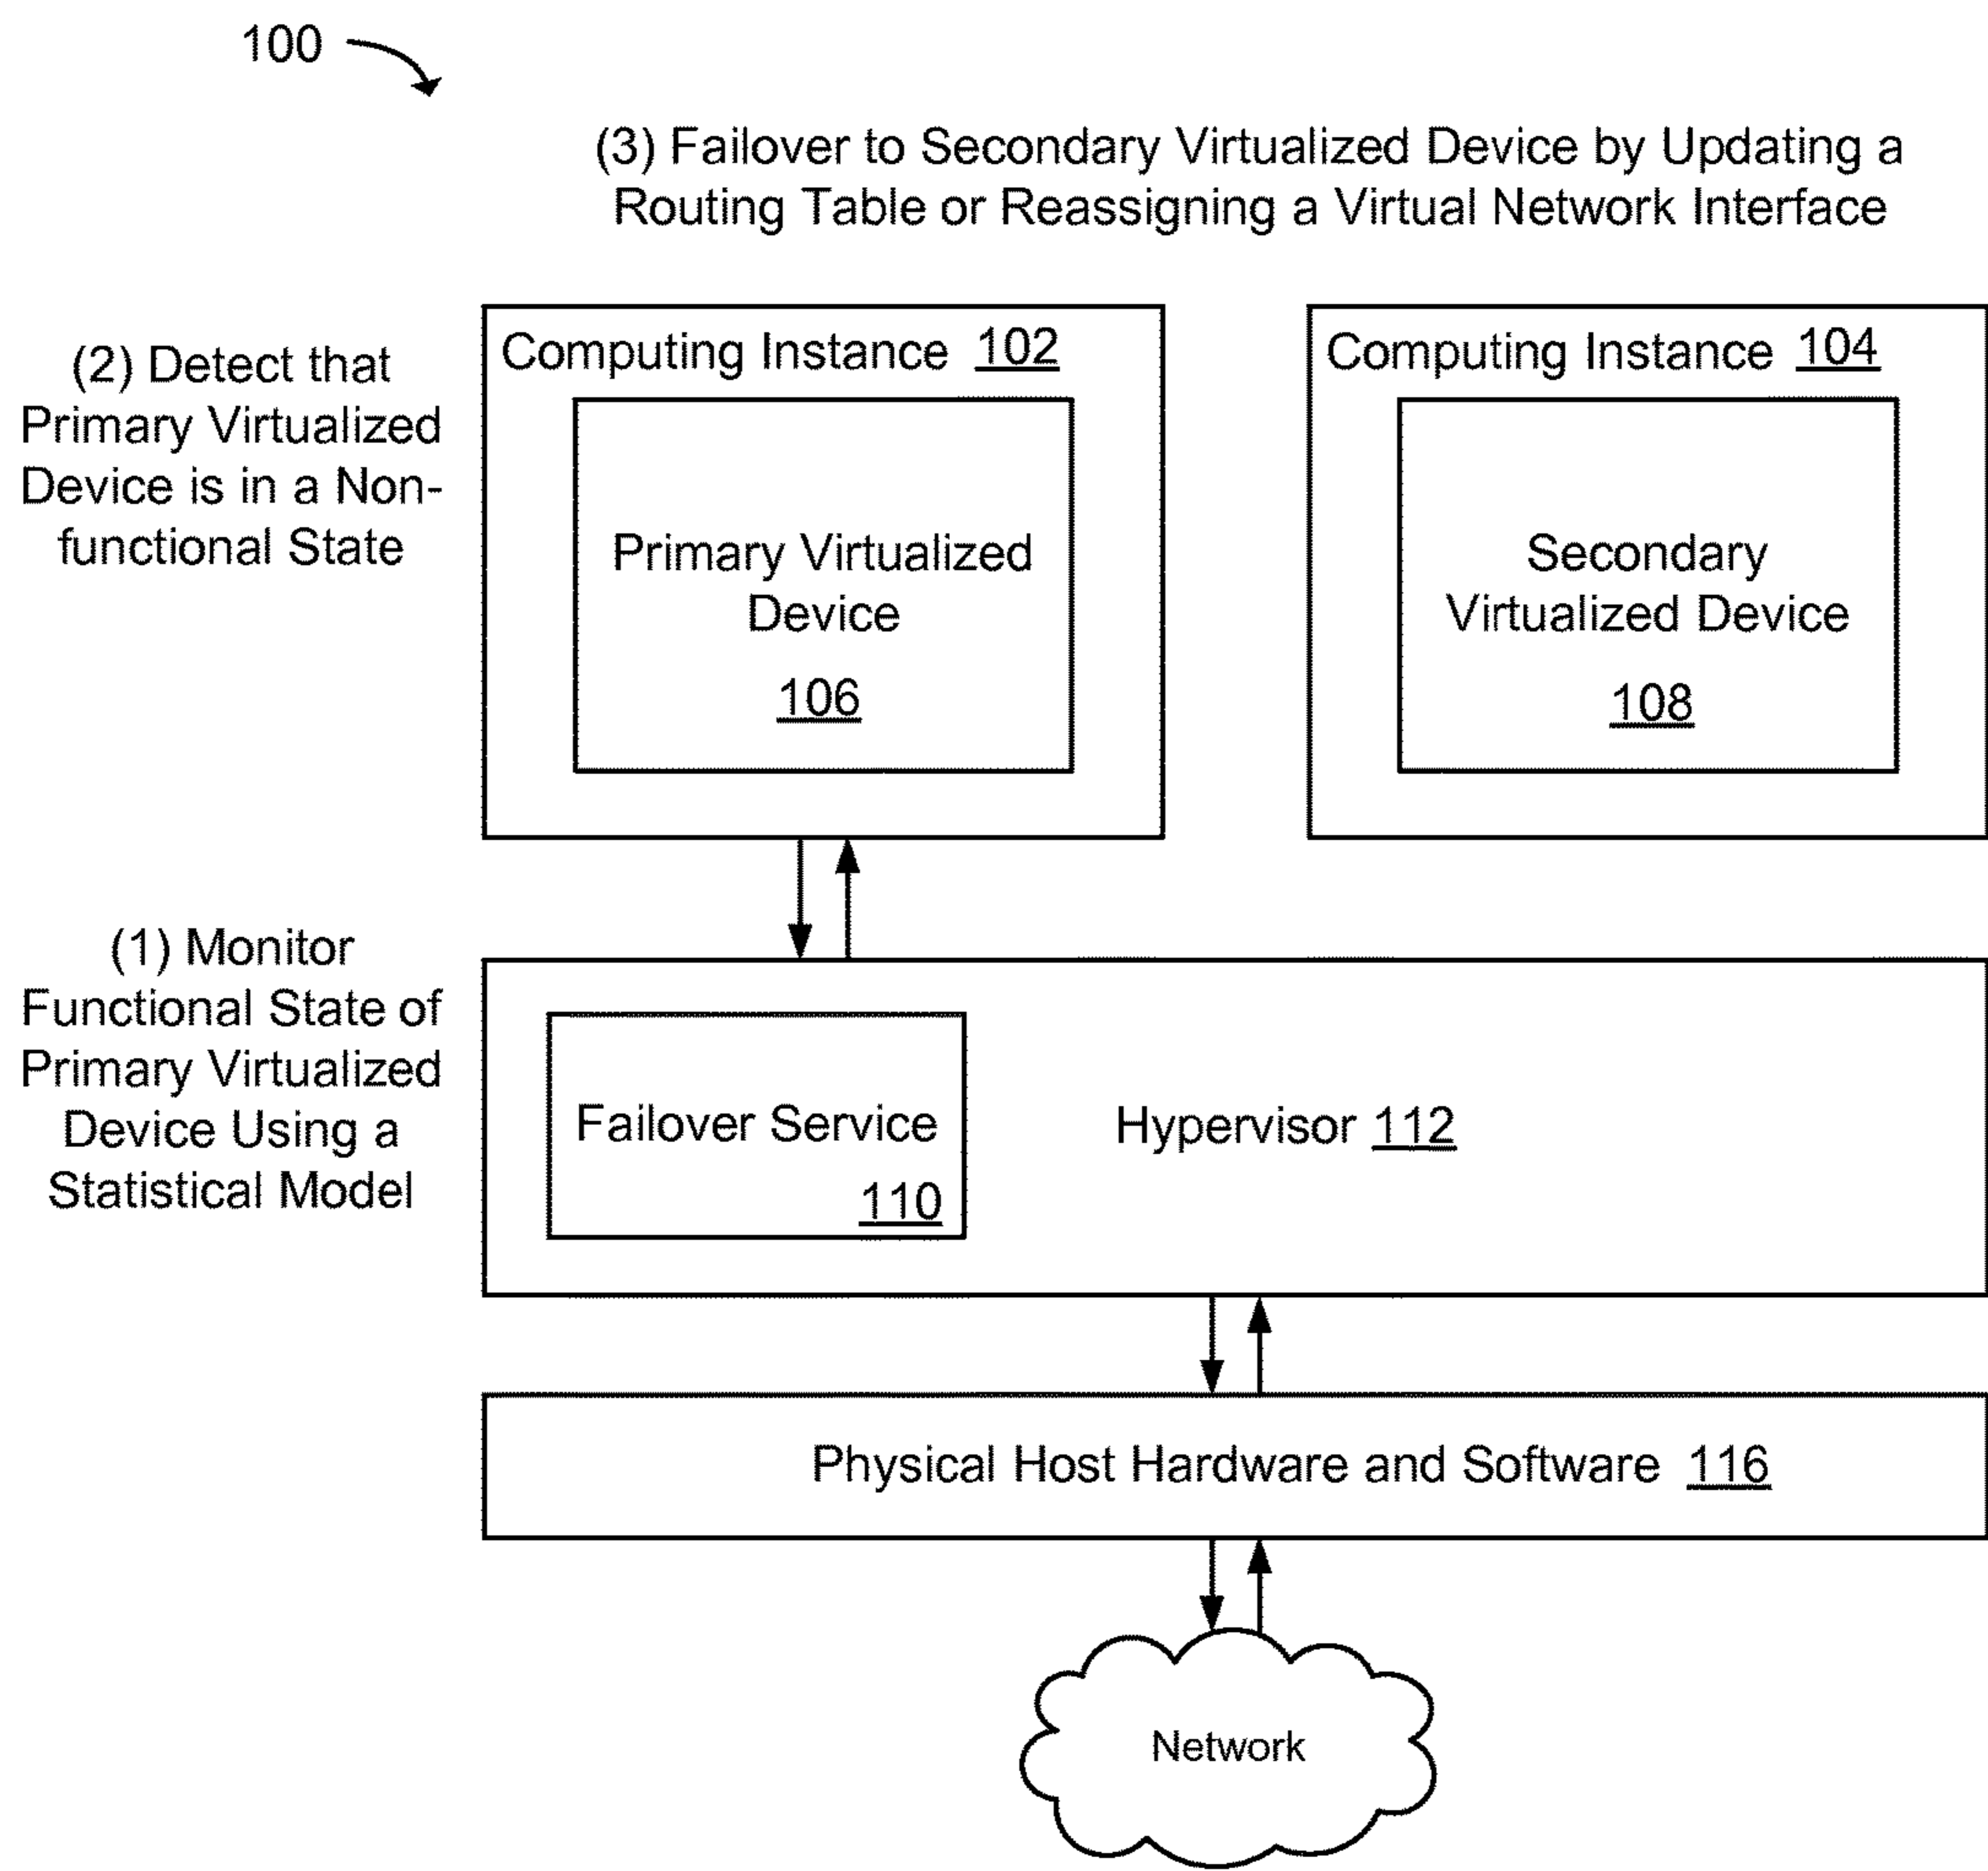 100
(3) Failover to Secondary Virtualized Device by Updating a
Routing Table or Reassigning a Virtual Network Interface
(2) Detect that
Primary Virtualized
Device is in a Non-
functional State
Computing Instance 102
Primary Virtualized
Device
106
Computing Instance 104
Secondary
Virtualized Device
108
(1) Monitor
Functional State of
Primary Virtualized
Device Using a
Statistical Model
Failover Service
110
Hypervisor 112
Physical Host Hardware and Software 116
Network